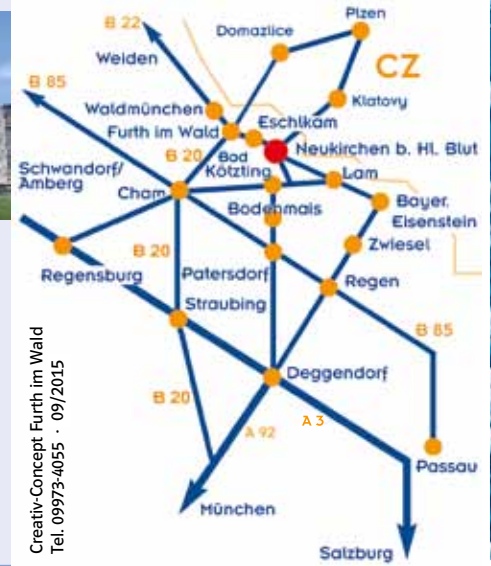 B 22
Plzen
Domazlice
Weiden
CZ
B 85
Klatovy
Waldmünchen
Eschlkam
Furth im Wald
Neukirchen b. Hl. Blut
B 20
Bad
Kötzting
Lam
Schwandorf/
Amberg
Cham
Bodenmais
Bayer.
Eisenstein
Zwiesel
B 20
Regensburg
Patersdorf
Regen
Straubing
B 85
Deggendorf
B 20
A 92
A 3
Passau
München
Salzburg
Creativ-Concept Furth im Wald
Tel. 09973-4055 · 09/2015